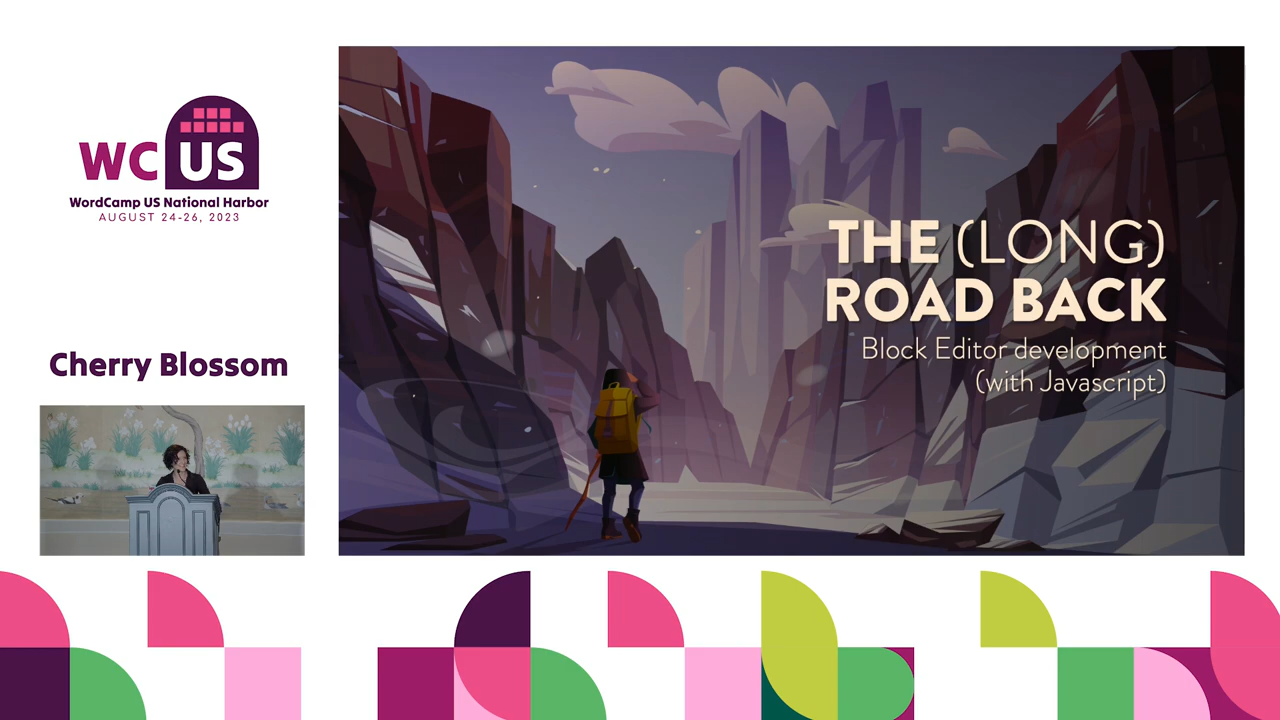 WC US
WordCamp US National Harbor
AUGUST 24-26, 2023
Cherry Blossom
THE (LONG)
ROAD BACK
Block Editor development
(with Javascript)